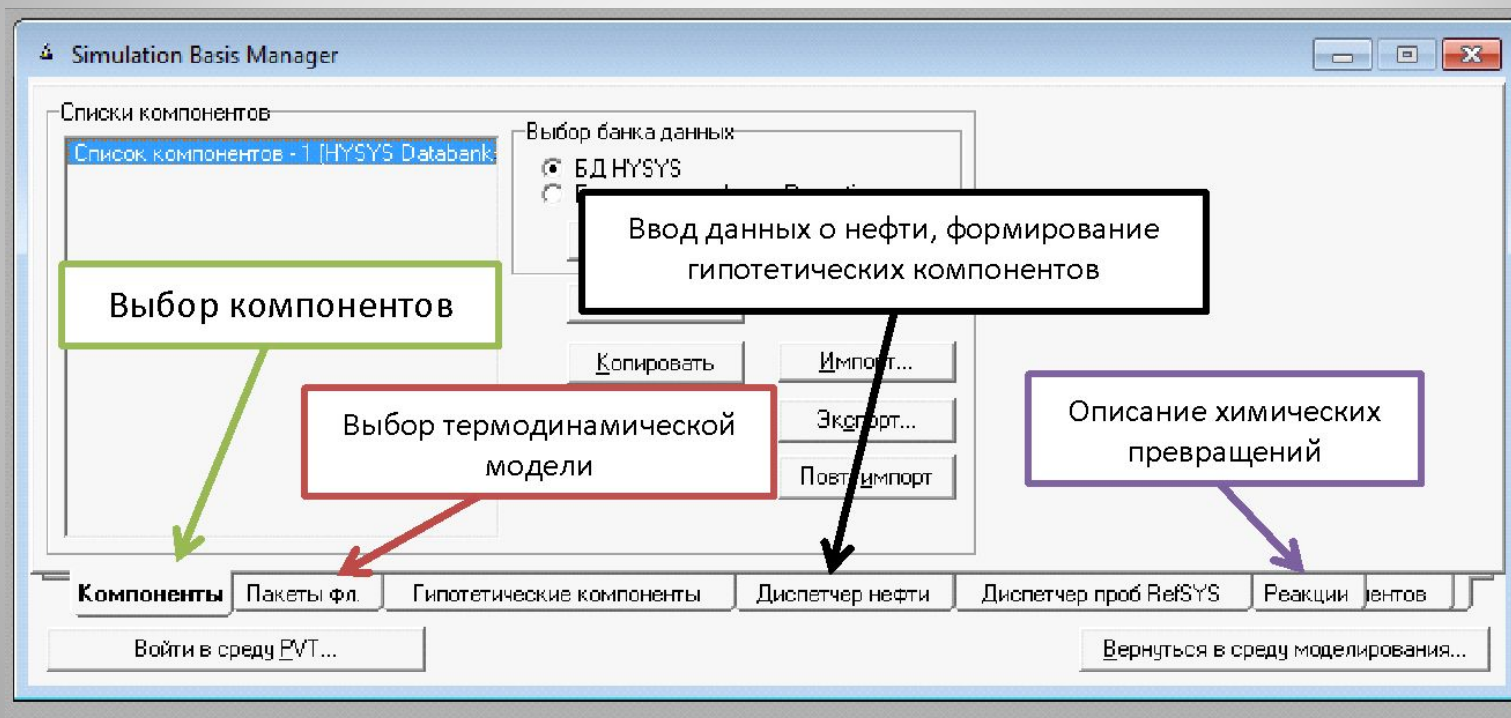 Simulation Basis Manager
Списки компонентов
Список компонентов - 1 [HYSYS Databank
Выбор банка данных
БД HYSYS
Ввод данных о нефти, формирование
гипотетических компонентов
Выбор компонентов
Копировать
Импорт...
Выбор термодинамической
модели
Экспорт...
Повт. импорт
Описание химических
превращений
Компоненты
Пакеты фл.
Гипотетические компоненты
Диспетчер нефти
Диспетчер проб RefSYS
Реакции
ентов
Войти в среду PVT...
Вернуться в среду моделирования...